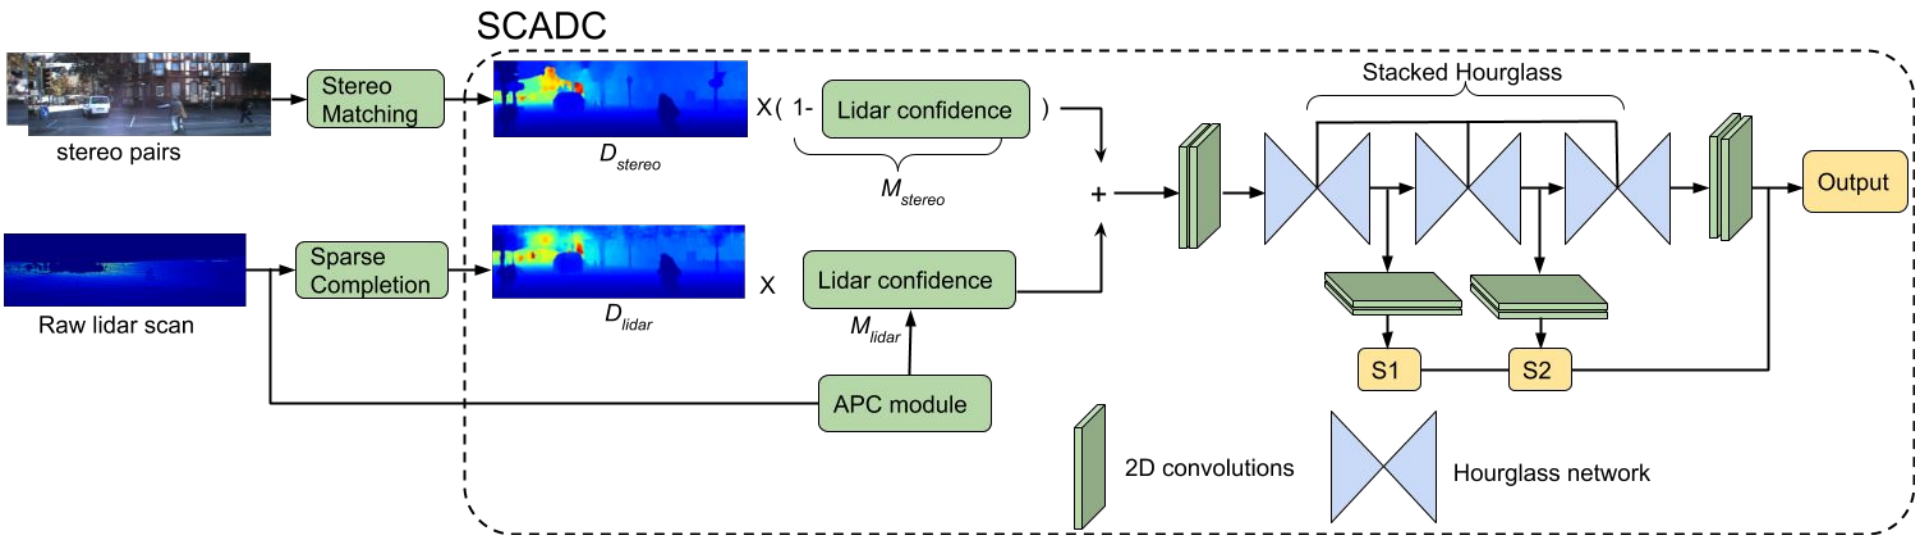 SCADC
stereo pairs
Stereo
Matching
D stereo
X ( 1- Lidar confidence )
M stereo
Raw lidar scan
Sparse
Completion
D lidar
X
Lidar confidence
M lidar
APC module
+
Stacked Hourglass
Output
S1
S2
2D convolutions
Hourglass network